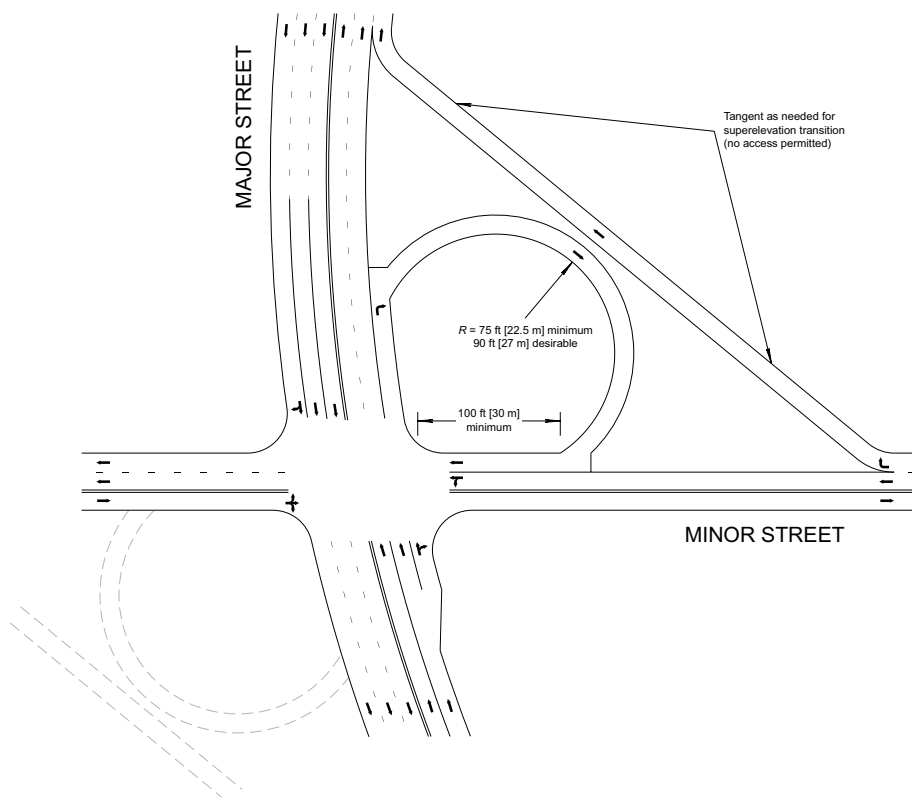 MAJOR STREET
Tangent as needed for
superelevation transition
(no access permitted)
R = 75 ft [22.5 m] minimum
90 ft [27 m] desirable
100 ft [30 m]
minimum
MINOR STREET